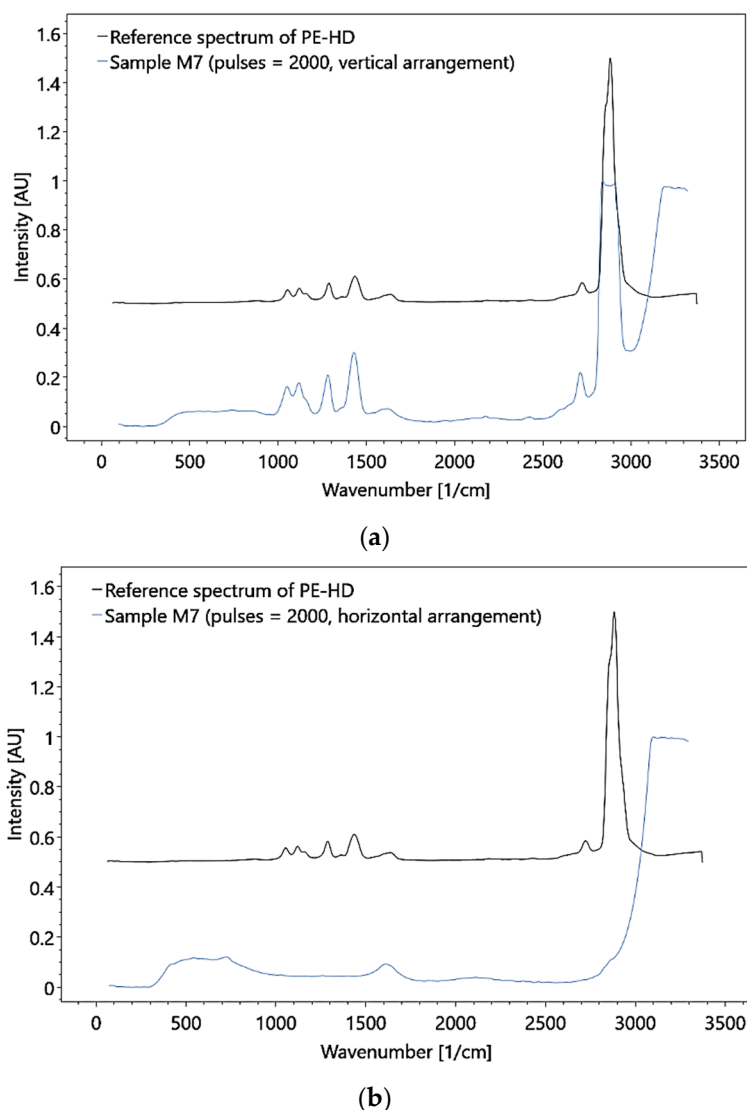 1.6
Reference spectrum of PE-HD
Sample M7 (pulses = 2000, vertical arrangement)
1.4
1.2
1
0.8
0.6
0.4
0.2
0
Intensity [AU]
0 500 1000 1500 2000 2500 3000 3500
Wavenumber [1/cm]
(a)
1.6
Reference spectrum of PE-HD
Sample M7 (pulses = 2000, horizontal arrangement)
1.4
1.2
1
0.8
0.6
0.4
0.2
0
Intensity [AU]
0 500 1000 1500 2000 2500 3000 3500
Wavenumber [1/cm]
(b)